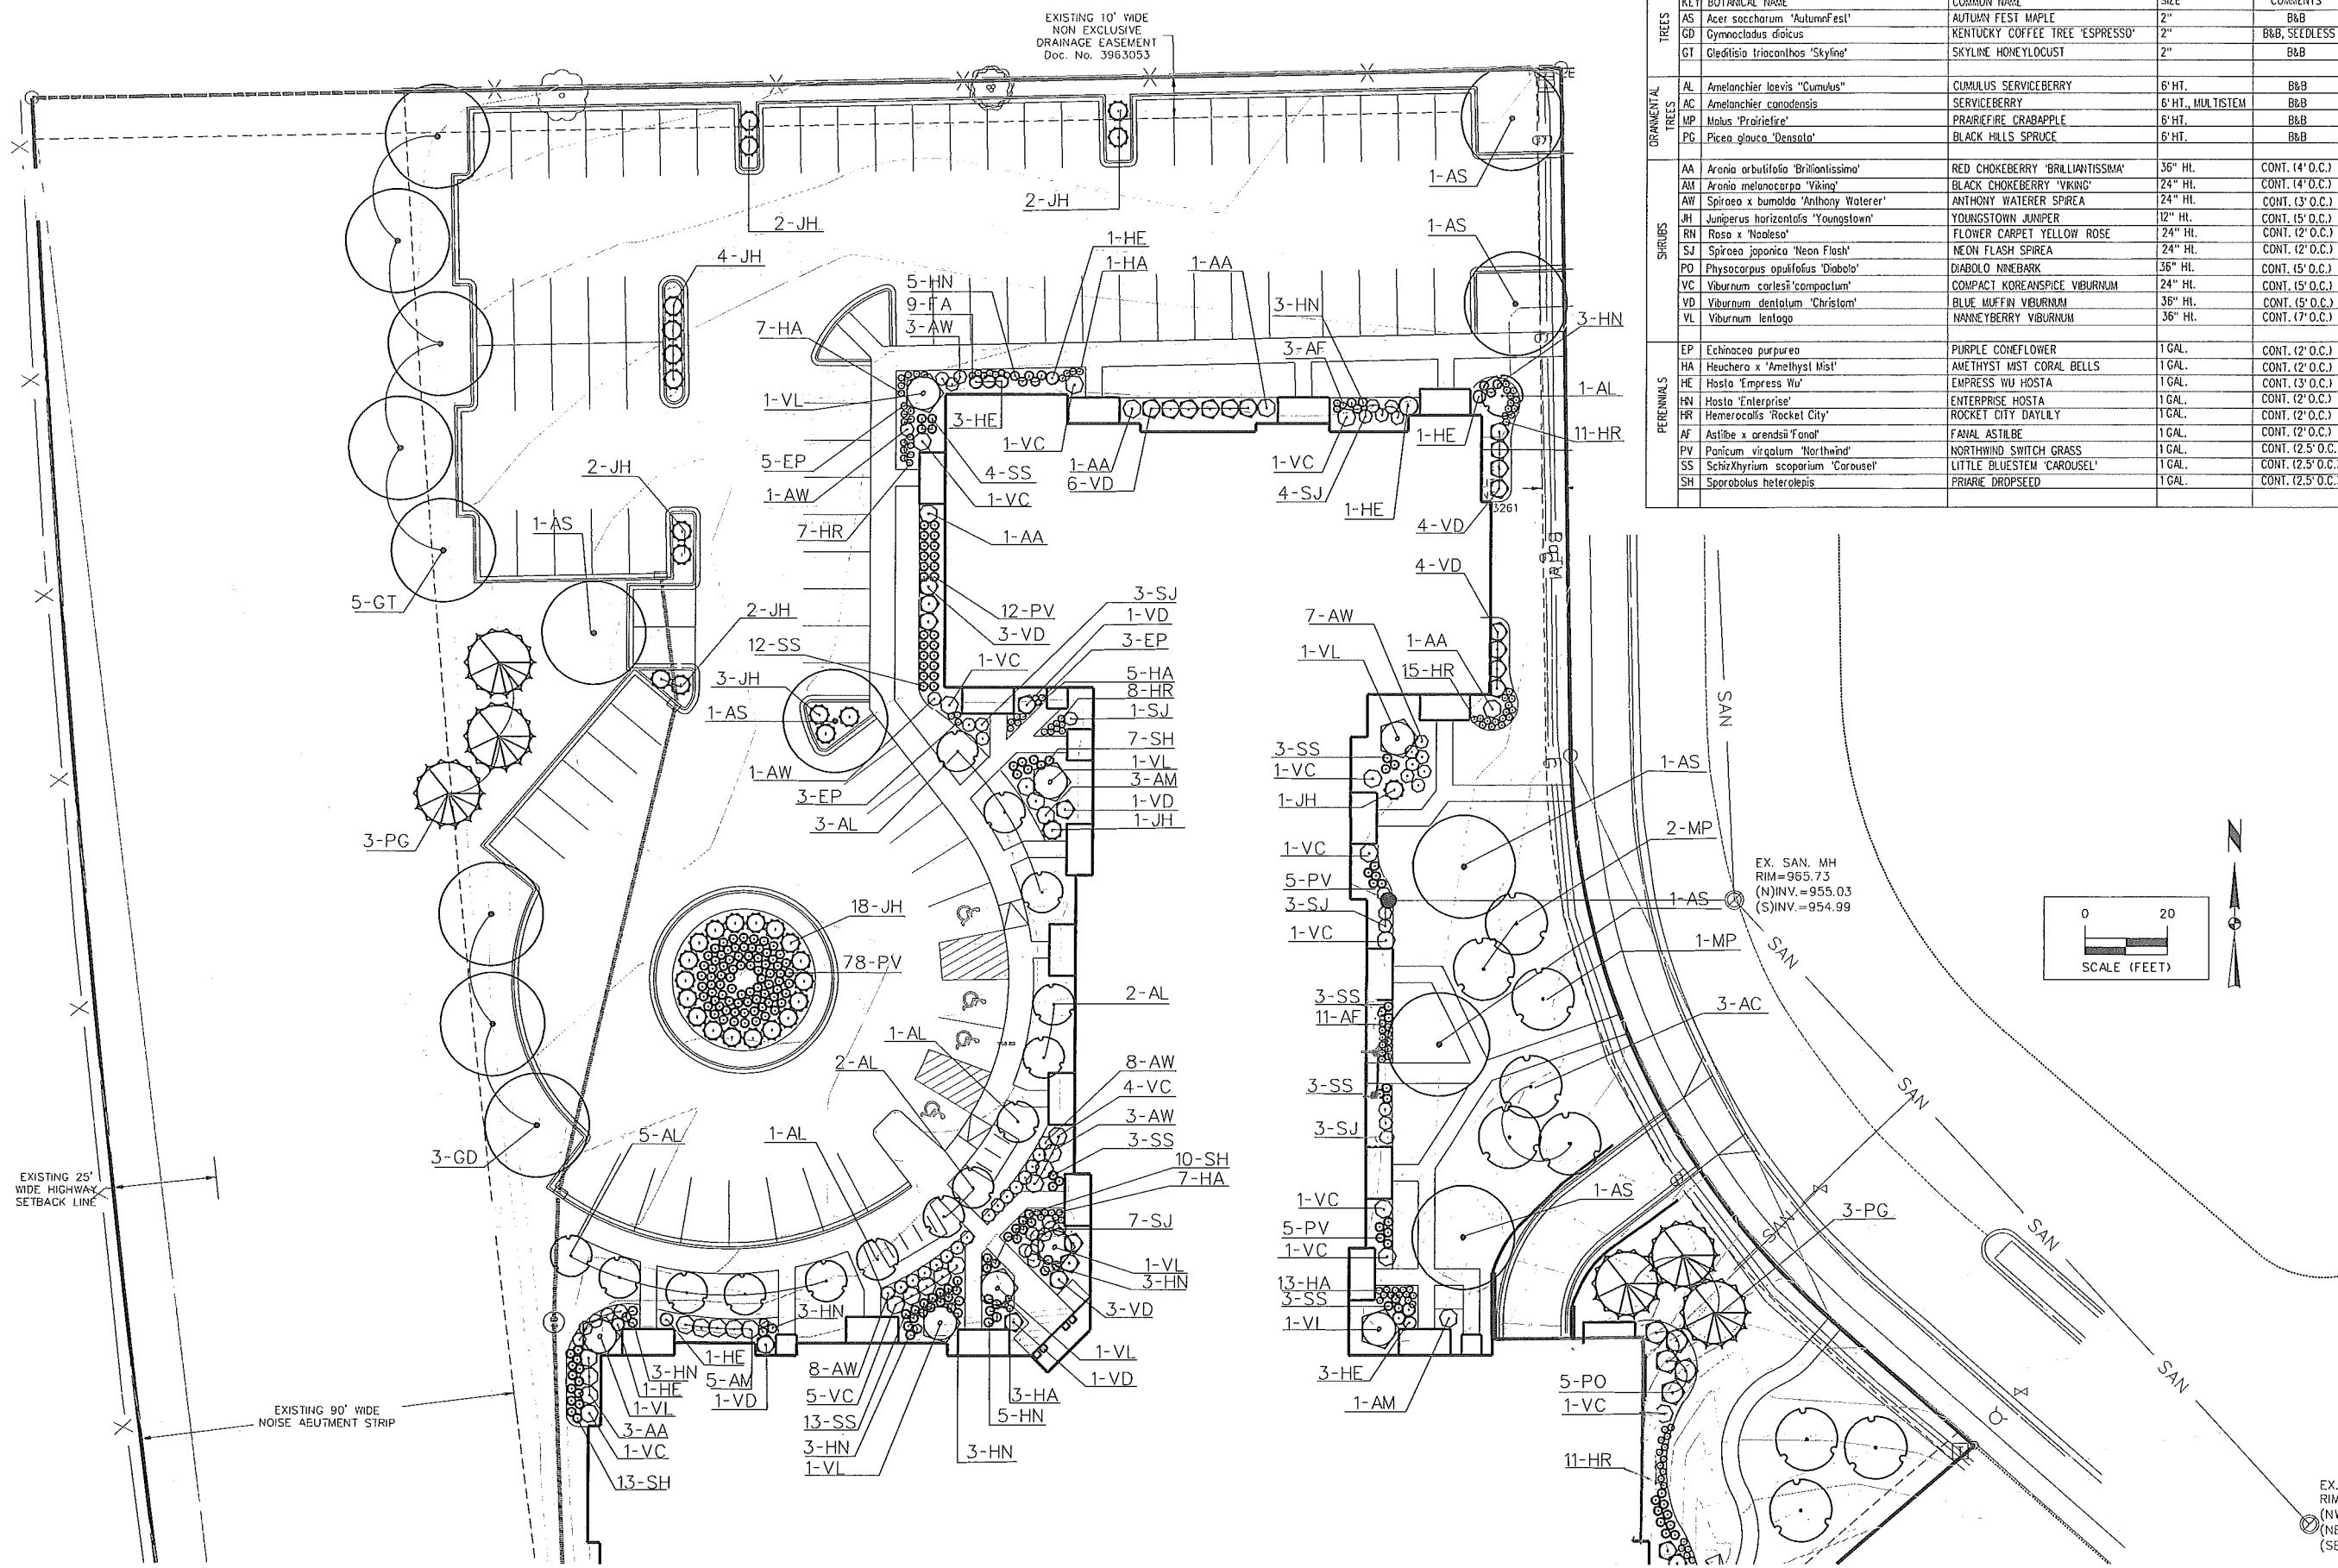 EXISTING 10' WIDE
NON EXCLUSIVE
DRAINAGE EASEMENT
Doc. No. 3963053
TREES
KEY BOTANICAL NAME COMMON NAME SIZE COMMENTS
AS Acer saccharum 'AutumnFest' AUTUMN FEST MAPLE 2" B&B
GD Gymnocladus dioicus KENTUCKY COFFEE TREE 'ESPRESSO' 2" B&B, SEEDLESS
GT Gleditisia triacanthos 'Skyline' SKYLINE HONEYLOCUST 2" B&B
ORANMENTAL
TREES
AL Amelanchier laevis "Cumulus" CUMULUS SERVICEBERRY 6' HT. B&B
AC Amelanchier canadensis SERVICEBERRY 6' HT., MULTISTEM B&B
MP Malus 'Prairiefire' PRAIRIEFIRE CRABAPPLE 6' HT. B&B
PG Picea glauca 'Densata' BLACK HILLS SPRUCE 6' HT. B&B
SHRUBS
AA Aronia arbutifolia 'Brilliantissima' RED CHOKEBERRY 'BRILLIANTISSIMA' 36" Ht. CONT. (4' O.C.)
AM Aronia melanocarpa 'Viking' BLACK CHOKEBERRY 'VIKING' 24" Ht. CONT. (4' O.C.)
AW Spiraea x bumalda 'Anthony Waterer' ANTHONY WATERER SPIREA 24" Ht. CONT. (3' O.C.)
JH Juniperus horizontalis 'Youngstown' YOUNGSTOWN JUNIPER 12" Ht. CONT. (5' O.C.)
RN Rosa x 'Noalesa' FLOWER CARPET YELLOW ROSE 24" Ht. CONT. (2' O.C.)
SJ Spiraea japonica 'Neon Flash' NEON FLASH SPIREA 24" Ht. CONT. (2' O.C.)
PO Physocarpus opulifolius 'Diabolo' DIABOLO NINEBARK 36" Ht. CONT. (5' O.C.)
VC Viburnum carlesii 'compactum' COMPACT KOREANSPICE VIBURNUM 24" Ht. CONT. (5' O.C.)
VD Viburnum dentatum 'Christom' BLUE MUFFIN VIBURNUM 36" Ht. CONT. (5' O.C.)
VL Viburnum lentago NANNEYBERRY VIBURNUM 36" Ht. CONT. (7' O.C.)
PERENNIALS
EP Echinacea purpurea PURPLE CONEFLOWER 1 GAL. CONT. (2' O.C.)
HA Heuchera x 'Amethyst Mist' AMETHYST MIST CORAL BELLS 1 GAL. CONT. (2' O.C.)
HE Hosta 'Empress Wu' EMPRESS WU HOSTA 1 GAL. CONT. (3' O.C.)
HN Hosta 'Enterprise' ENTERPRISE HOSTA 1 GAL. CONT. (2' O.C.)
HR Hemerocallis 'Rocket City' ROCKET CITY DAYLILY 1 GAL. CONT. (2' O.C.)
AF Astilbe x arendsii 'Fanal' FANAL ASTILBE 1 GAL. CONT. (2' O.C.)
PV Panicum virgatum 'Northwind' NORTHWIND SWITCH GRASS 1 GAL. CONT. (2.5' O.C.
SS SchizXhyrium scoparium 'Carousel' LITTLE BLUESTEM 'CAROUSEL' 1 GAL. CONT. (2.5' O.C.
SH Sporobolus heterolepis PRIARIE DROPSEED 1 GAL. CONT. (2.5' O.C.
1-AS
2-JH
2-JH
1-AS
1-HE
4-JH
1-HA
1-AA
5-HN
9-FA
3-AW
3-HN
3-HN
7-HA
3-AF
1-AL
1-VL
3-HE
1-VC
1-HE
11-HR
5-EP
4-SS
1-AA
6-VD
1-VC
4-SJ
2-JH
1-AW
1-VC
1-HE
3261
4-VD
1-AS
7-HR
1-AA
4-VD
5-GT
2-JH
12-PV
3-VD
3-SJ
1-VD
3-EP
7-AW
1-AA
12-SS
1-VC
1-VL
5-HA
8-HR
1-SJ
15-HR
3-JH
1-AS
SAN
7-SH
1-VL
3-AM
1-VD
1-JH
3-SS
1-VC
1-JH
1-AS
1-AW
3-EP
3-AL
3-PG
2-MP
1-VC
EX. SAN. MH
RIM=965.73
(N)INV.=955.03
(S)INV.=954.99
5-PV
3-SJ
1-VC
1-AS
1-MP
SAN
0 20
SCALE (FEET)
N
18-JH
78-PV
2-AL
3-SS
11-AF
3-AC
1-AL
2-AL
8-AW
4-VC
3-AW
3-SS
3-SS
3-SJ
SAN
5-AL
1-AL
3-GD
10-SH
7-HA
7-SJ
EXISTING 25'
WIDE HIGHWAY
SETBACK LINE
1-VC
5-PV
1-VC
1-AS
3-PG
SAN
SAN
1-VL
3-HN
3-VD
13-HA
3-SS
1-VL
3-HN
1-HE
3-HN
1-HE
5-AM
1-VD
1-VL
3-AA
1-VC
13-SH
8-AW
5-VC
13-SS
3-HN
1-VL
1-VL
1-VD
3-HA
5-HN
3-HN
3-HE
1-AM
5-PO
1-VC
SAN
11-HR
EXISTING 90' WIDE
NOISE ABUTMENT STRIP
EX.
RIM
(NE
(SE